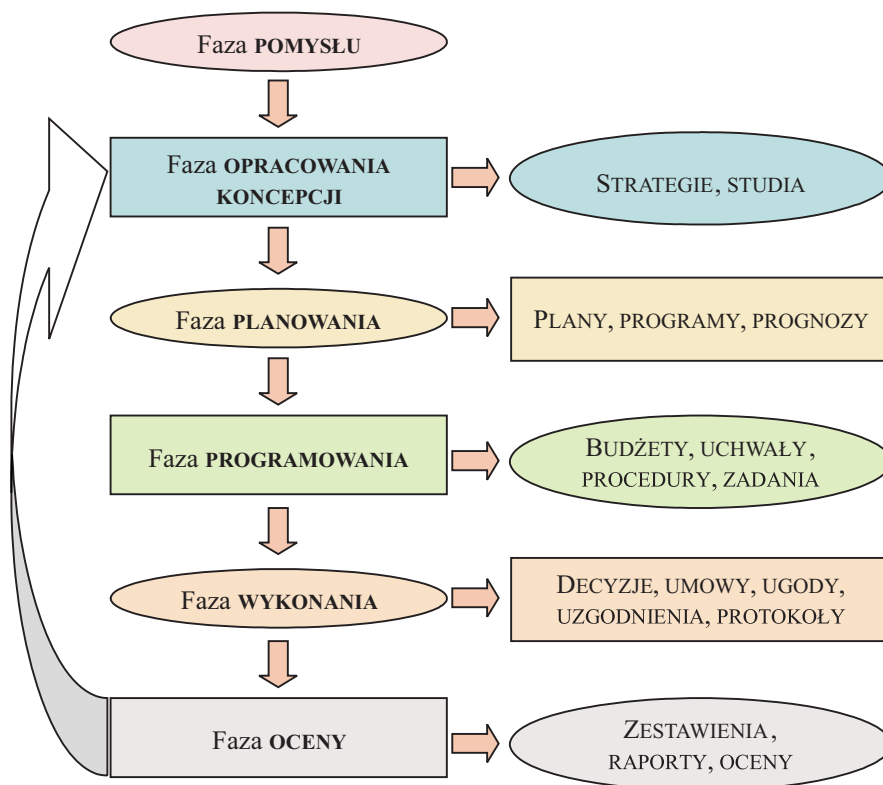 Faza POMYSŁU
Faza OPRACOWANIA
KONCEPCJI
STRATEGIE, STUDIA
Faza PLANOWANIA
PLANY, PROGRAMY, PROGNOZY
Faza PROGRAMOWANIA
BUDŻETY, UCHWAŁY,
PROCEDURY, ZADANIA
Faza WYKONANIA
DECYZJE, UMOWY, UGODY,
UZGODNIENIA, PROTOKOŁY
Faza OCENY
ZESTAWIENIA,
RAPORTY, OCENY